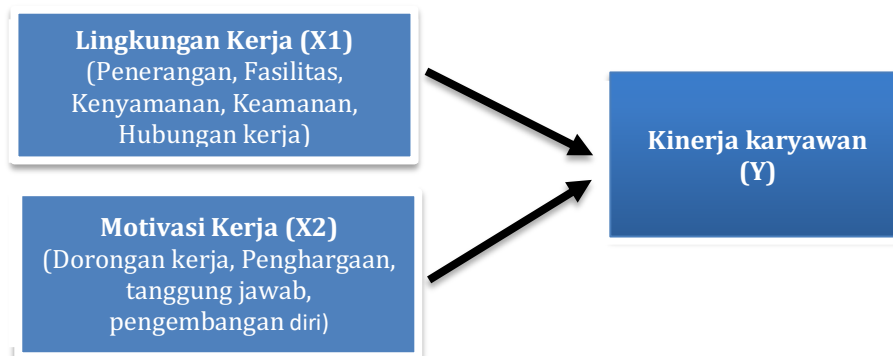 Lingkungan Kerja (X1)
(Penerangan, Fasilitas,
Kenyamanan, Keamanan,
Hubungan kerja)
Motivasi Kerja (X2)
(Dorongan kerja, Penghargaan,
tanggung jawab,
pengembangan diri)
Kinerja karyawan
(Y)